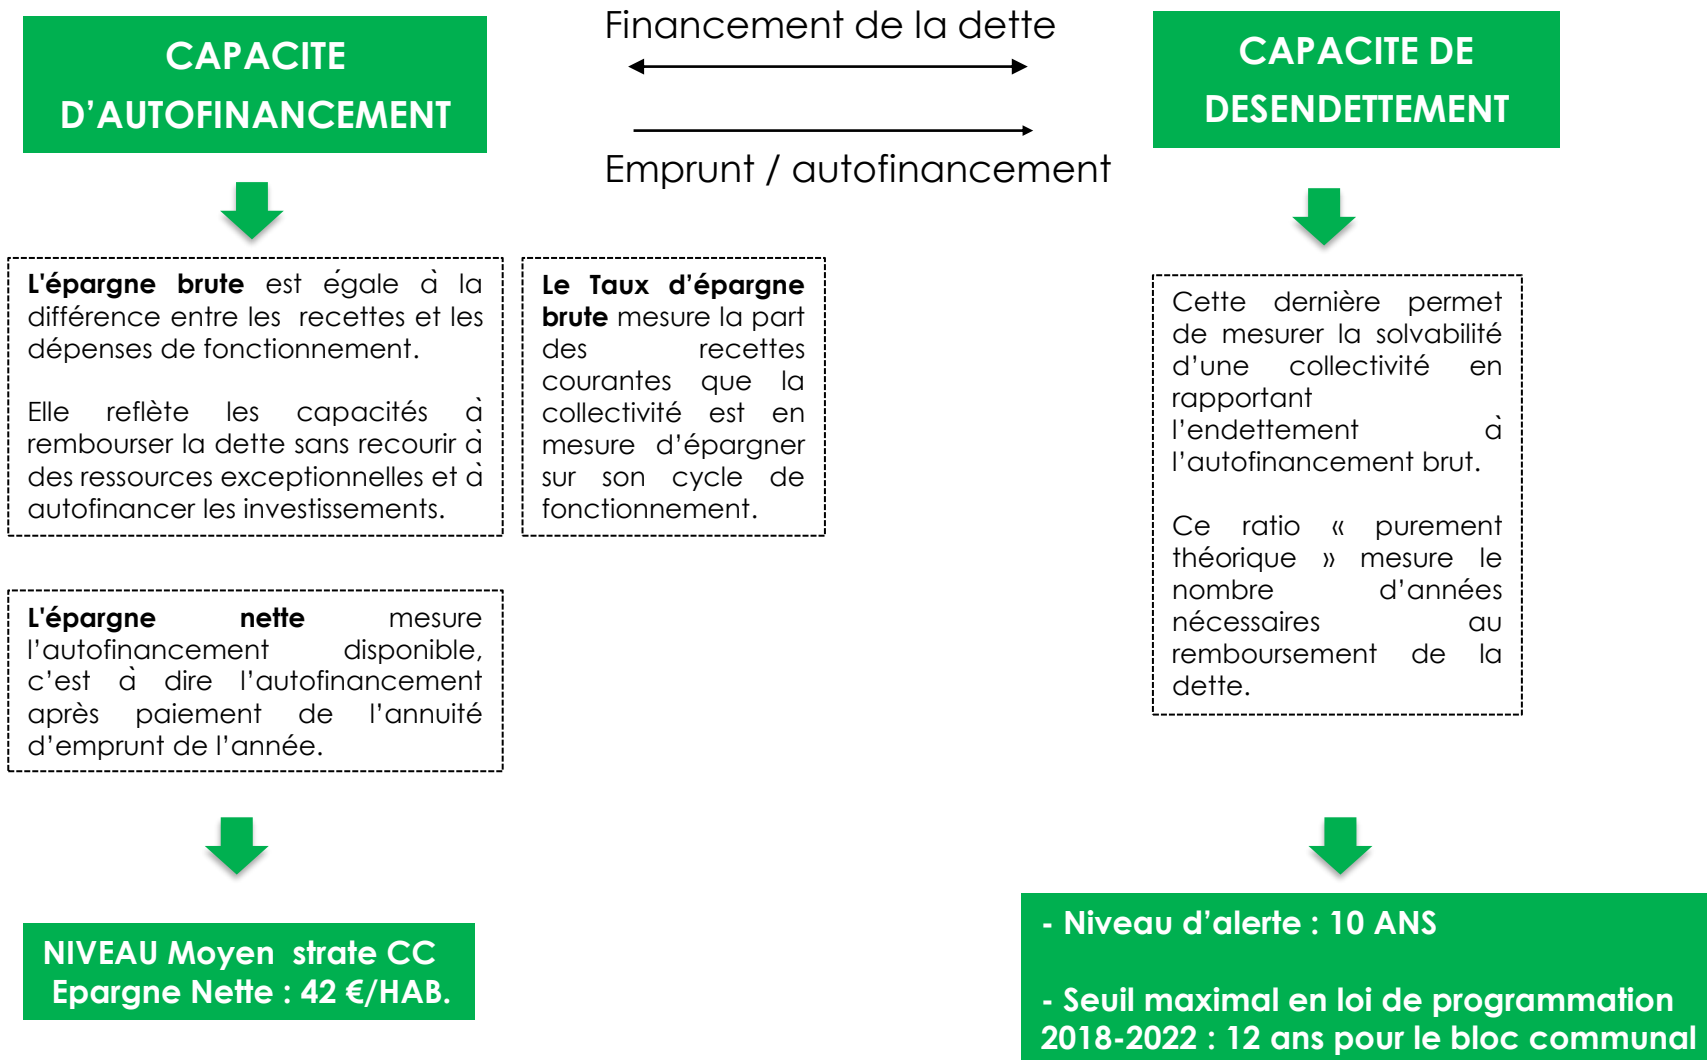 CAPACITE
D’AUTOFINANCEMENT
Financement de la dette
Emprunt / autofinancement
CAPACITE DE
DESENDETTEMENT
L'épargne brute est égale à la
différence entre les recettes et les
dépenses de fonctionnement.
Elle reflète les capacités à
rembourser la dette sans recourir à
des ressources exceptionnelles et à
autofinancer les investissements.
Le Taux d’épargne
brute mesure la part
des recettes
courantes que la
collectivité est en
mesure d’épargner
sur son cycle de
fonctionnement.
Cette dernière permet
de mesurer la solvabilité
d’une collectivité en
rapportant
l’endettement à
l’autofinancement brut.
Ce ratio « purement
théorique » mesure le
nombre d’années
nécessaires au
remboursement de la
dette.
L'épargne nette mesure
l’autofinancement disponible,
c’est à dire l’autofinancement
après paiement de l’annuité
d’emprunt de l’année.
NIVEAU Moyen strate CC
Epargne Nette : 42 €/HAB.
- Niveau d’alerte : 10 ANS
- Seuil maximal en loi de programmation
2018-2022 : 12 ans pour le bloc communal